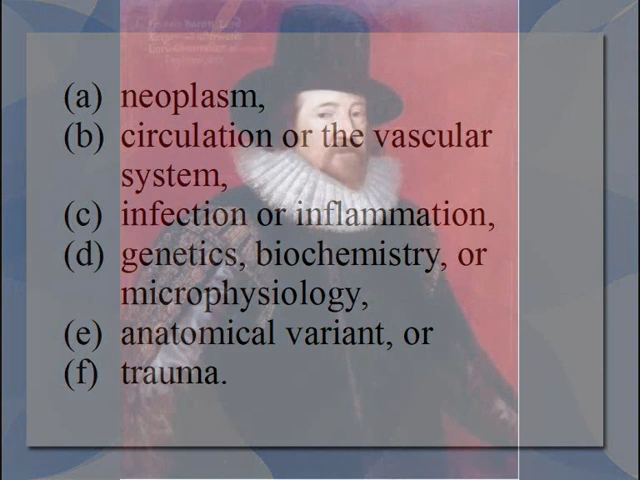 (a) neoplasm,
(b) circulation or the vascular
system,
(c) infection or inflammation,
(d) genetics, biochemistry, or
microphysiology,
(e) anatomical variant, or
(f) trauma.